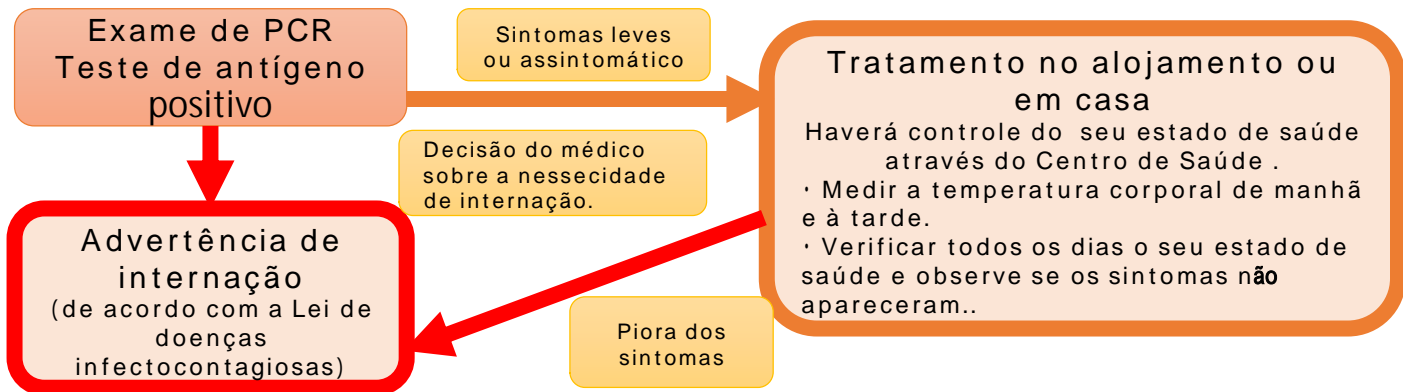 Exame de PCR
Teste de antígeno
positivo
Sintomas leves
ou assintomático
Decisão do médico
sobre a nessecidade
de internação.
Tratamento no alojamento ou
em casa
Haverá controle do seu estado de saúde
através do Centro de Saúde .
· Medir a temperatura corporal de manhã
e à tarde.
· Verificar todos os dias o seu estado de
saúde e observe se os sintomas não
apareceram..
Advertência de
internação
(de acordo com a Lei de
doenças
infectocontagiosas)
Piora dos
sintomas